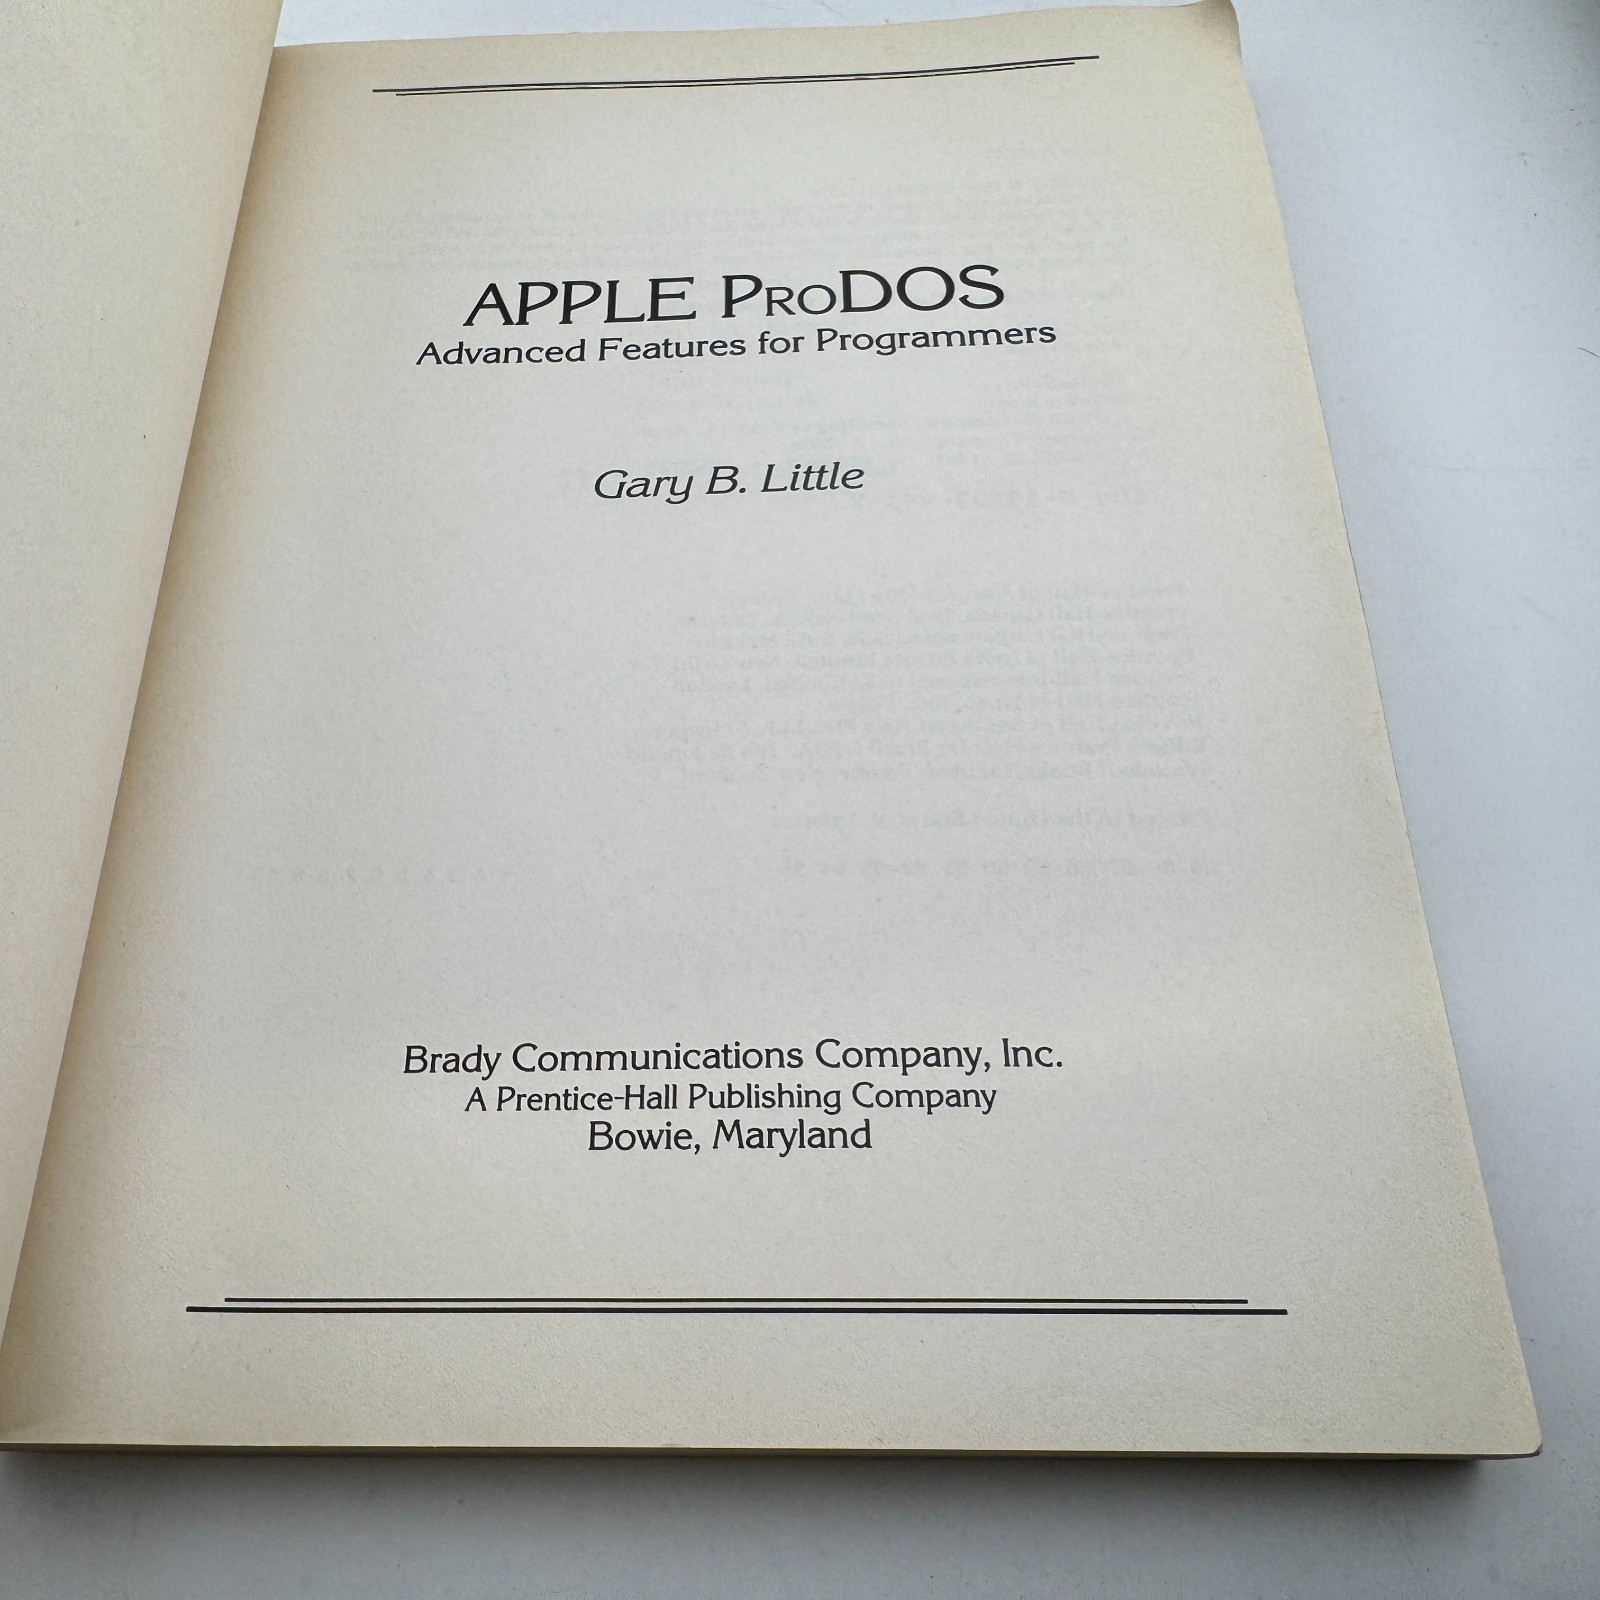 APPLE PRODOS
Advanced Features for Programmers
Gary B. Little
Brady Communications Company, Inc.
A Prentice-Hall Publishing Company
Bowie, Maryland